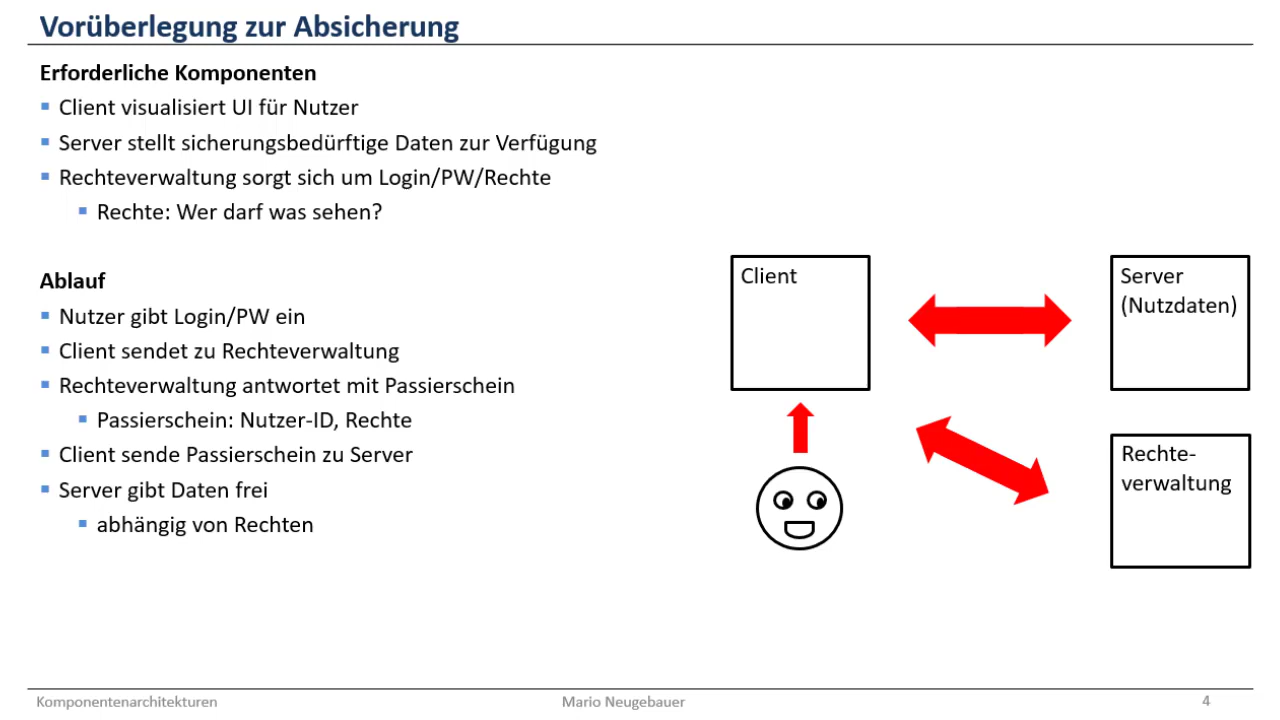 Vorüberlegung zur Absicherung
Erforderliche Komponenten
Client visualisiert UI für Nutzer
Server stellt sicherungsbedürftige Daten zur Verfügung
Rechteverwaltung sorgt sich um Login/PW/Rechte
Rechte: Wer darf was sehen?
Ablauf
Nutzer gibt Login/PW ein
Client sendet zu Rechteverwaltung
Rechteverwaltung antwortet mit Passierschein
Passierschein: Nutzer-ID, Rechte
Client sende Passierschein zu Server
Server gibt Daten frei
abhängig von Rechten
Client
Server
(Nutzdaten)
Rechte-
verwaltung
Komponentenarchitekturen
Mario Neugebauer
4